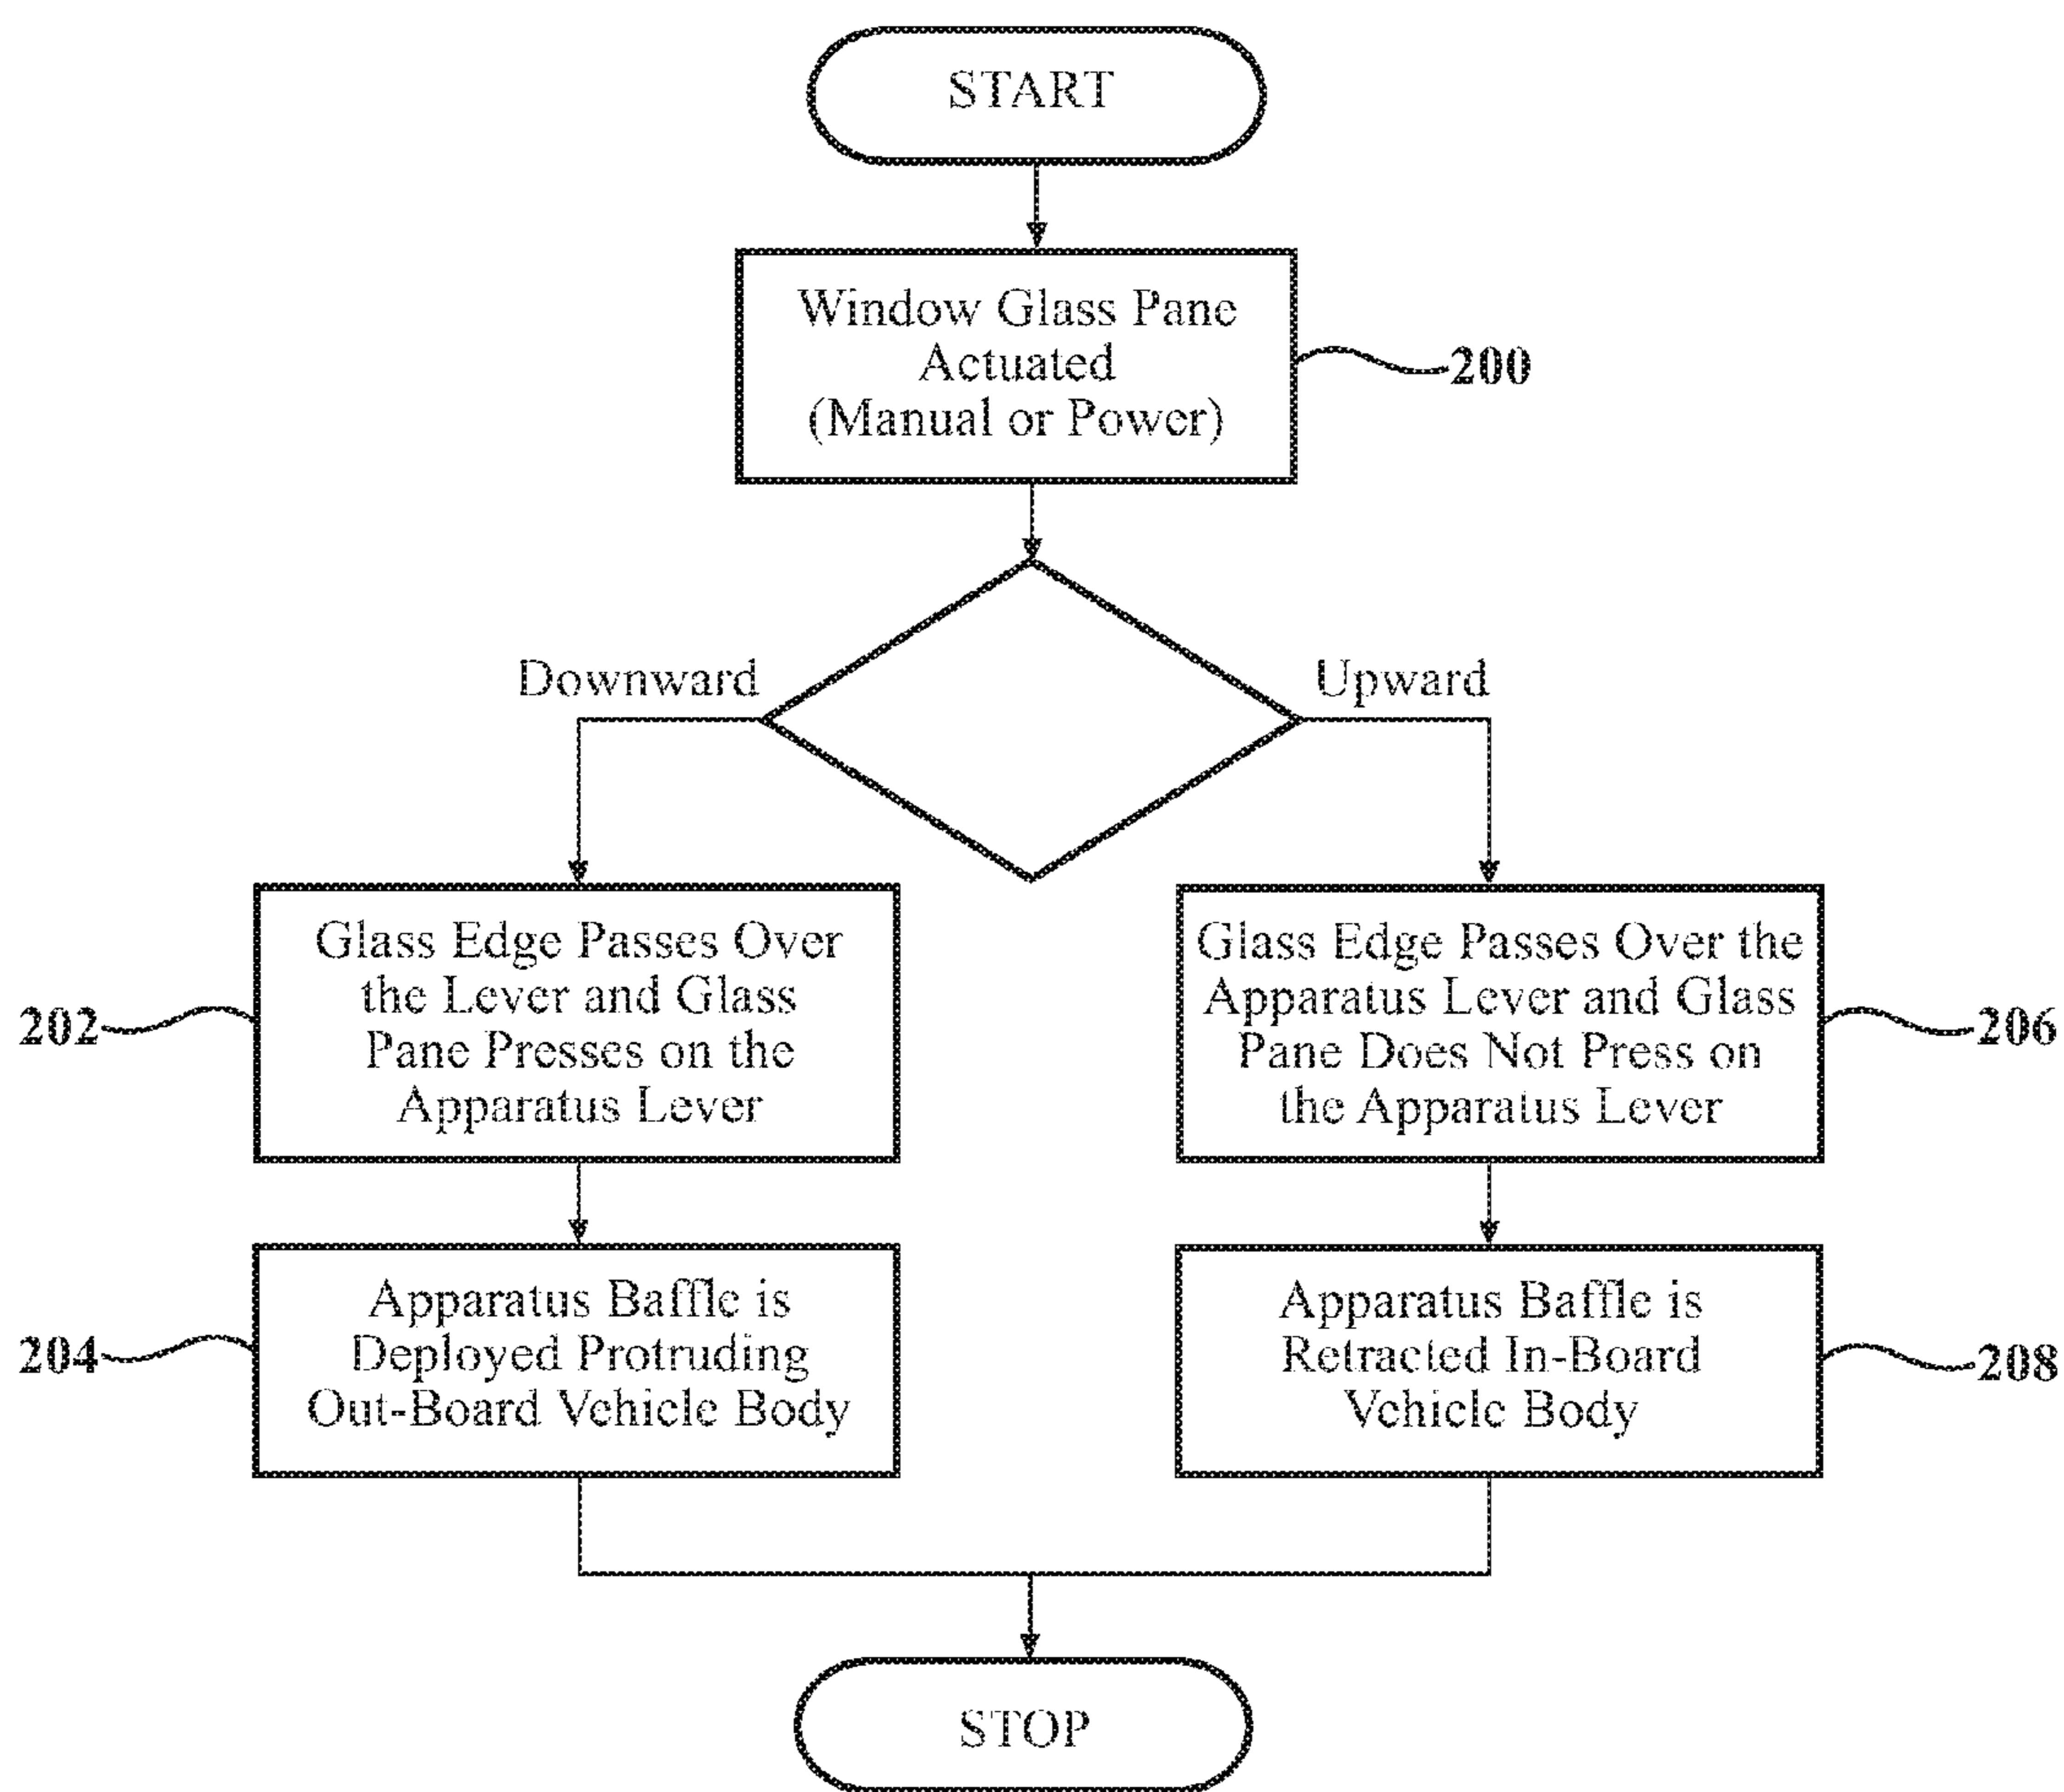 START
Window Glass Pane
Actuated
(Manual or Power)
200
Downward
Upward
Glass Edge Passes Over
the Lever and Glass
Pane Presses on the
Apparatus Lever
202
Glass Edge Passes Over the
Apparatus Lever and Glass
Pane Does Not Press on
the Apparatus Lever
206
Apparatus Baffle is
Deployed Protruding
Out-Board Vehicle Body
204
Apparatus Baffle is
Retracted In-Board
Vehicle Body
208
STOP